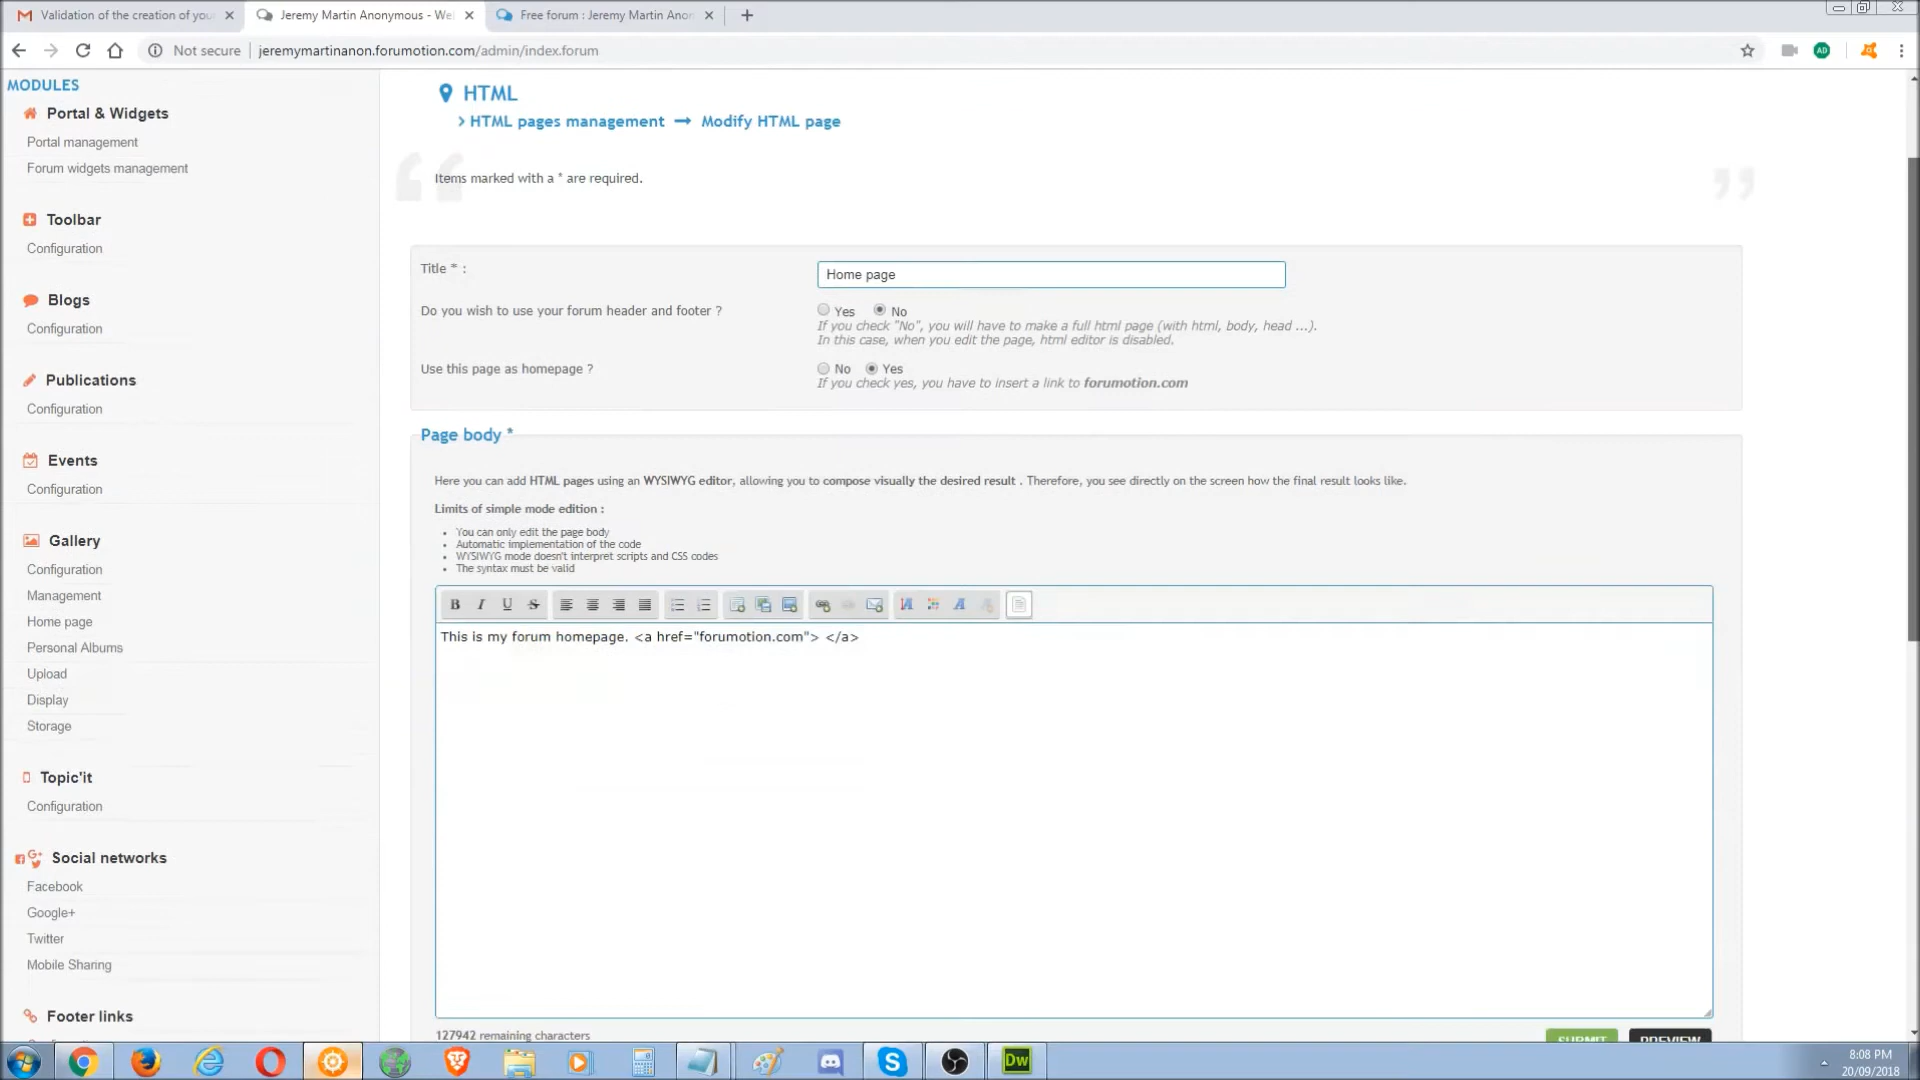 Validation of the creation of you
Jeremy Martin Anonymous - Wel
Free forum : Jeremy Martin Anon
Not secure
jeremymartinanon.forumotion.com/admin/index.forum
AD
MODULES
Portal & Widgets
Portal management
Forum widgets management
Toolbar
Configuration
Blogs
Configuration
Publications
Configuration
Events
Configuration
Gallery
Configuration
Management
Home page
Personal Albums
Upload
Display
Storage
Topic'it
Configuration
Social networks
Facebook
Google+
Twitter
Mobile Sharing
Footer links
HTML
HTML pages management → Modify HTML page
Items marked with a * are required.
Title * :
Home page
Do you wish to use your forum header and footer ?
Yes No
If you check "No", you will have to make a full html page (with html, body, head ...).
In this case, when you edit the page, html editor is disabled.
Use this page as homepage ?
No Yes
If you check yes, you have to insert a link to forumotion.com
Page body *
Here you can add HTML pages using an WYSIWYG editor, allowing you to compose visually the desired result . Therefore, you see directly on the screen how the final result looks like.
Limits of simple mode edition :
You can only edit the page body
Automatic implementation of the code
WYSIWYG mode doesn't interpret scripts and CSS codes
The syntax must be valid
B I U S
This is my forum homepage. <a href="forumotion.com"> </a>
127942 remaining characters
SUBMIT
PREVIEW
Dw
8:08 PM
20/09/2018